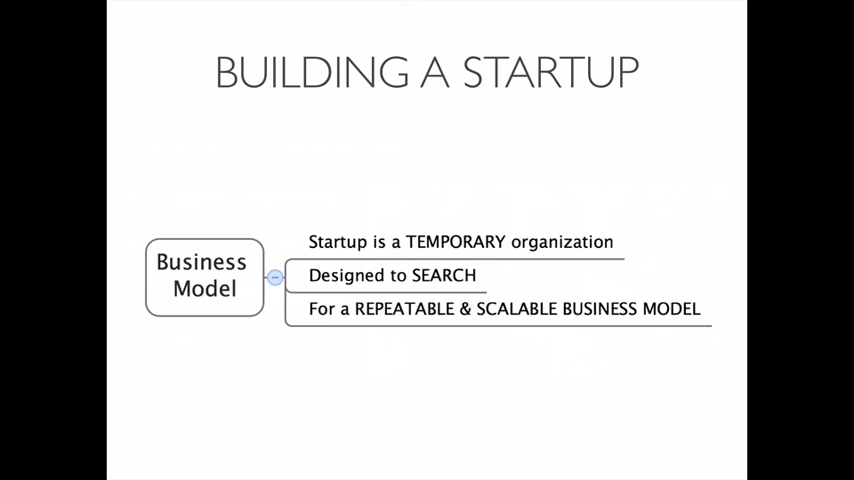 BUILDING A STARTUP
Business
Model
Startup is a TEMPORARY organization
Designed to SEARCH
For a REPEATABLE & SCALABLE BUSINESS MODEL